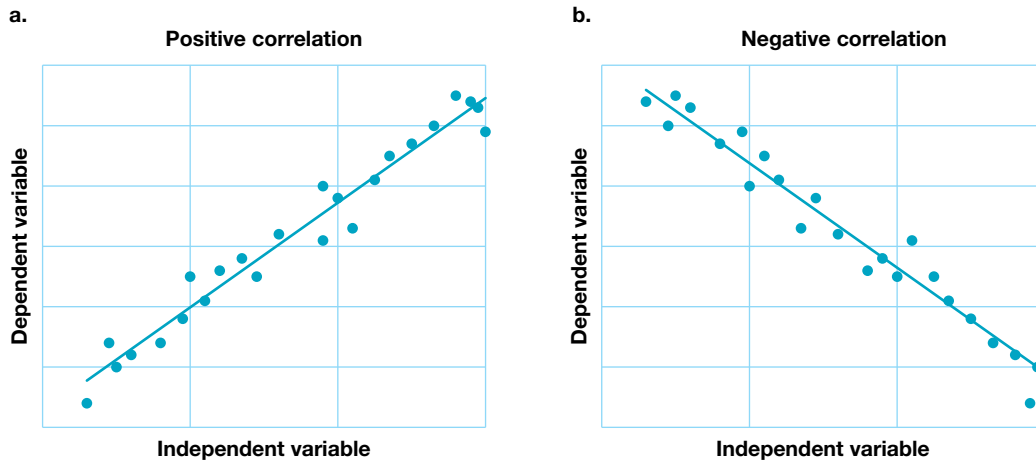 a.
Positive correlation
Dependent variable
Independent variable
b.
Negative correlation
Dependent variable
Independent variable